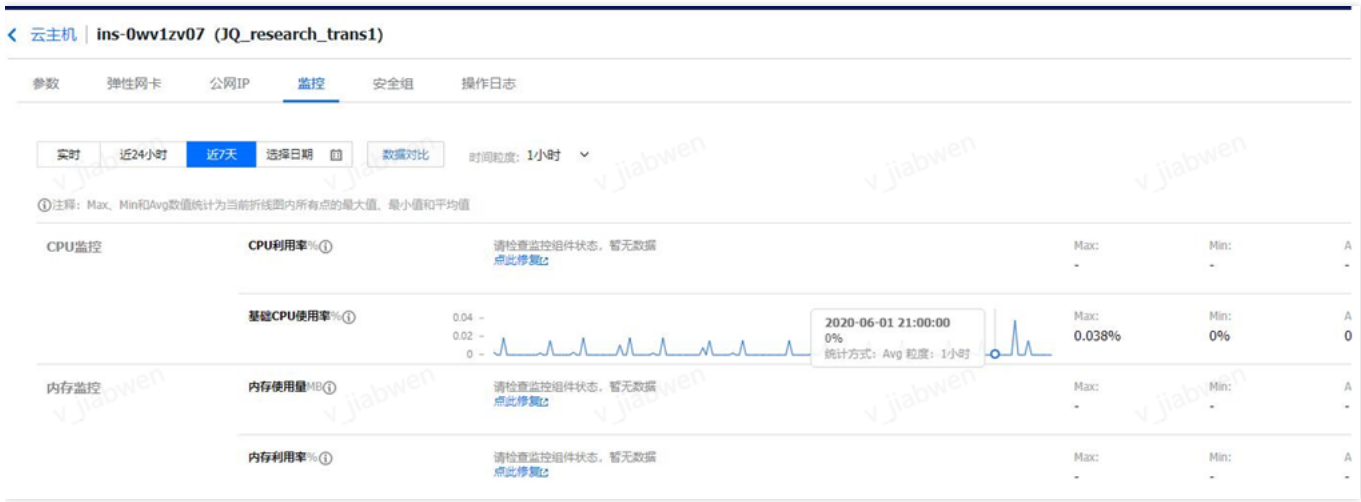 云主机 | ins-0wv1zv07 (JQ_research_trans1)
参数 弹性网卡 公网IP 监控 安全组 操作日志
实时 近24小时 近7天 选择日期 数据对比 时间粒度: 1小时
注释: Max、Min和Avg数值统计为当前折线图内所有点的最大值、最小值和平均值
CPU监控 CPU利用率% 请检查监控组件状态, 暂无数据 Max: Min: A
点此修复 - - -
基础CPU使用率% 0.04 0.02 0 2020-06-01 21:00:00 Max: Min: A
0% 0.038% 0% 0
统计方式: Avg 粒度: 1小时
内存监控 内存使用量MB 请检查监控组件状态, 暂无数据 Max: Min: A
点此修复 - - -
内存利用率% 请检查监控组件状态, 暂无数据 Max: Min: A
点此修复 - - -
v_jiabwen
v_jiabwen
v_jiabwen
v_jiabwen
v_jiabwen
v_jiabwen
v_jiabwen
v_jiabwen
v_jiabwen